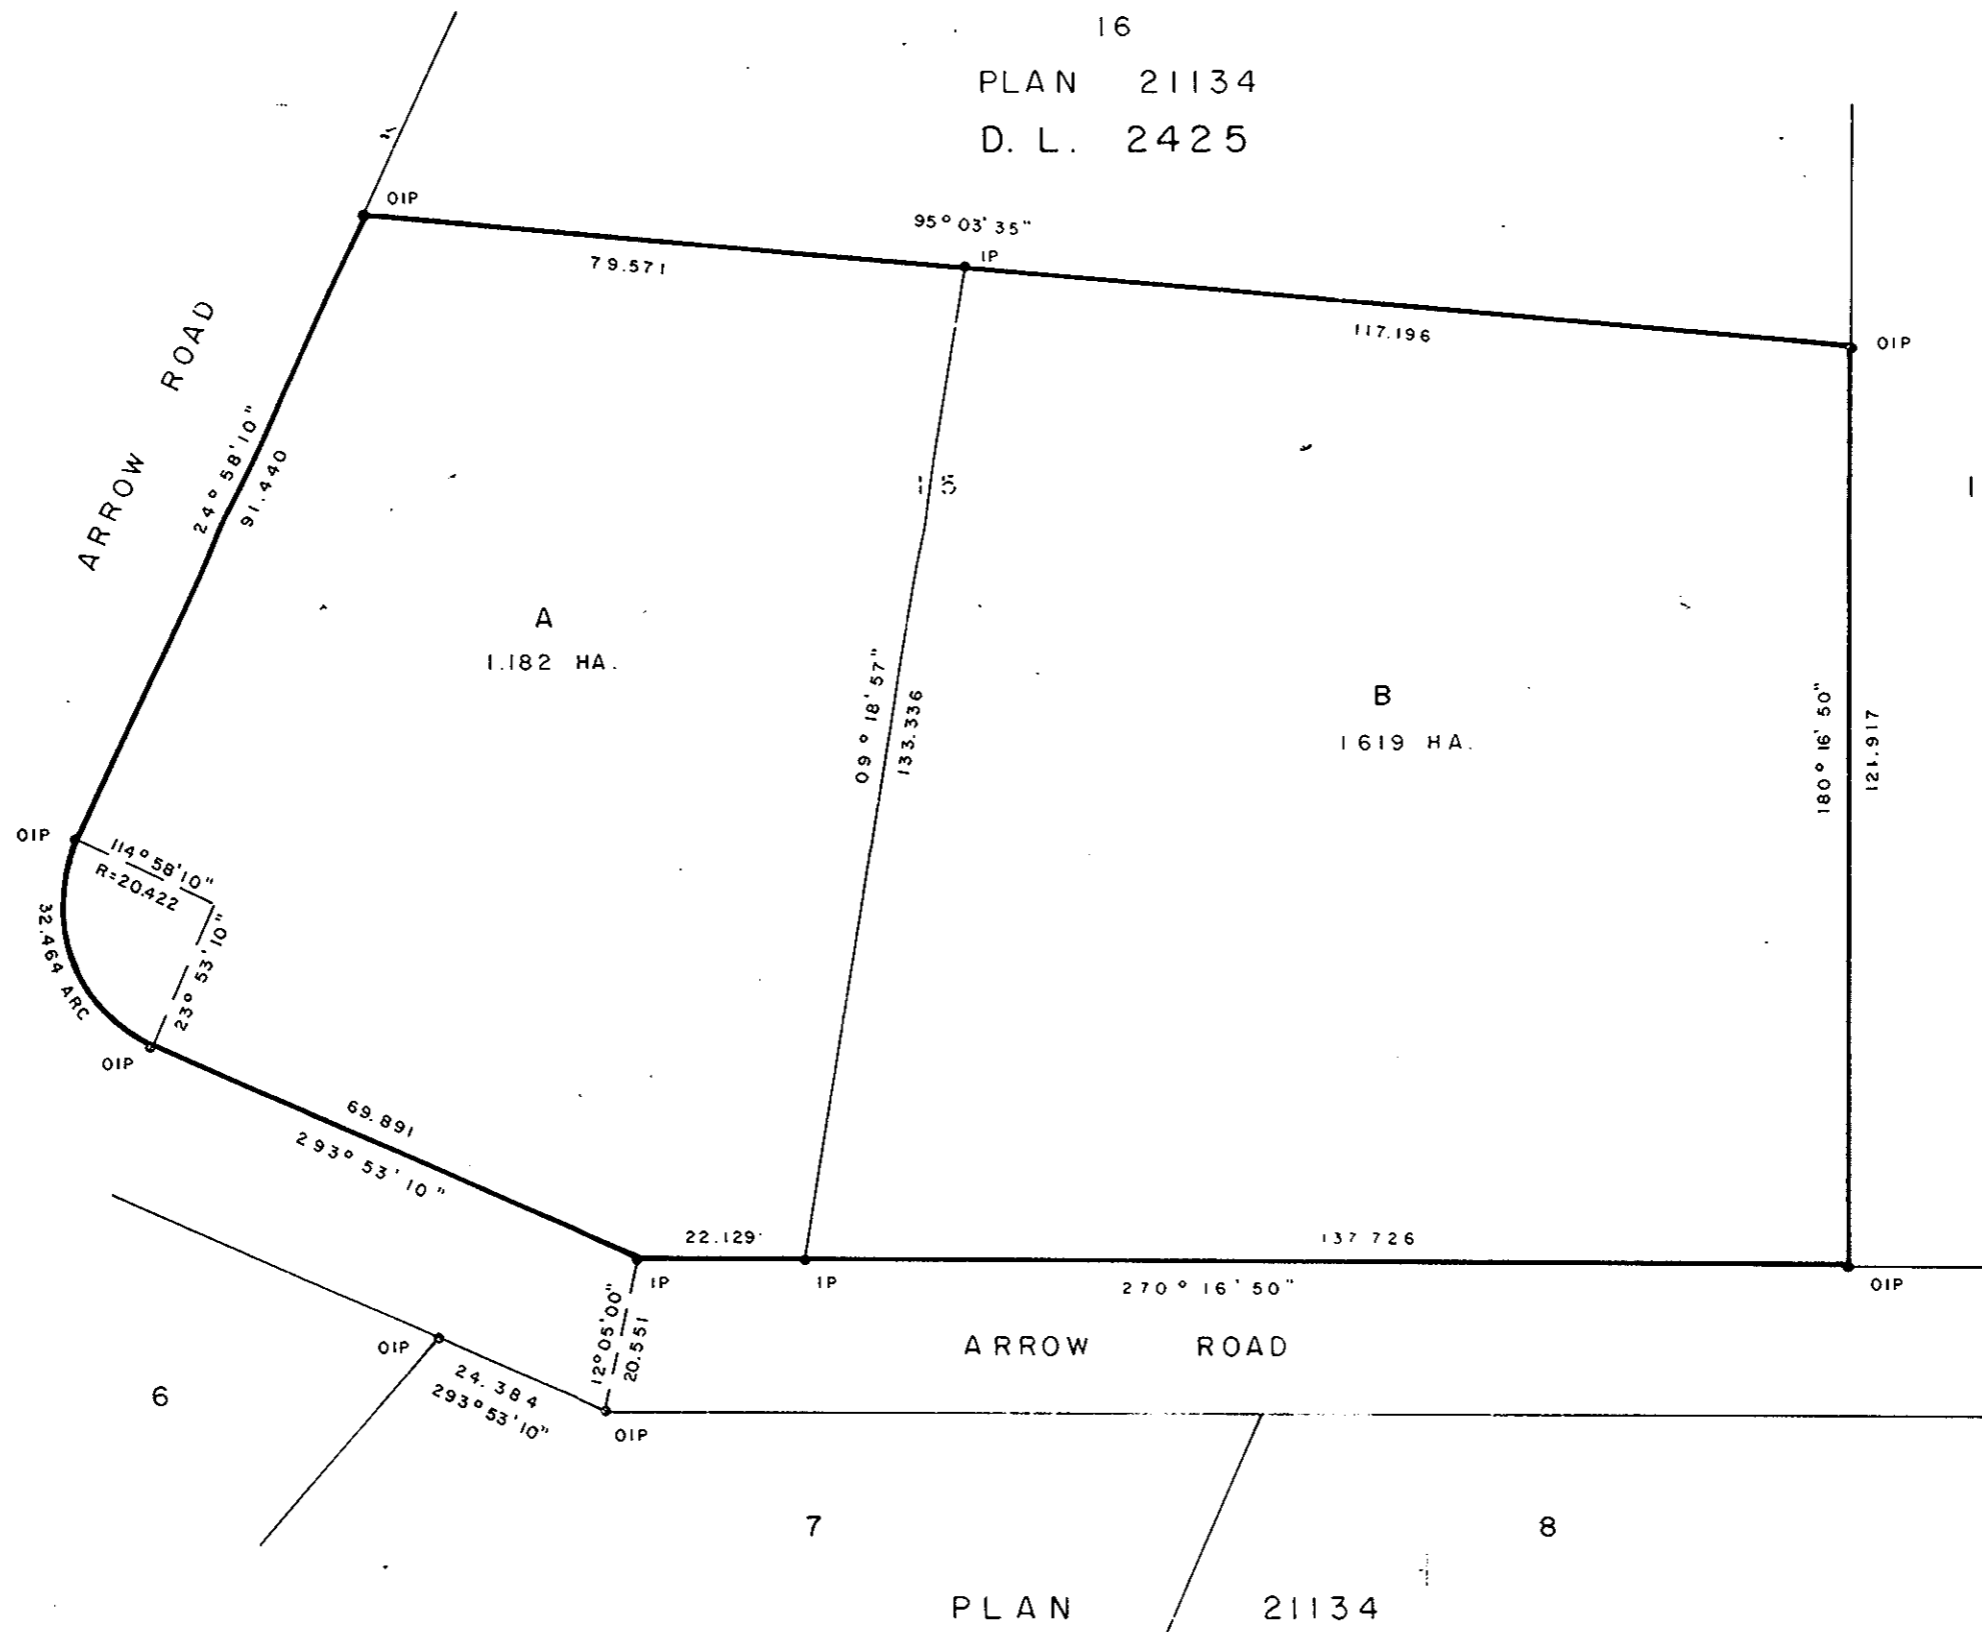 16
PLAN 21134
D. L. 2425
OIP
95° 03' 35"
IP
79.571
117.196
OIP
ARROW ROAD
24° 58' 10"
91.440
15
1
A
1.182 HA.
09° 18' 57"
133.336
B
1 619 HA.
180° 16' 50"
121.917
OIP
114° 58' 10"
R=20.422
32.464 ARC
23° 53' 10"
OIP
69.891
293° 53' 10"
22.129
137 726
IP
IP
270° 16' 50"
OIP
12° 05' 00"
20.551
ARROW ROAD
OIP
24.384
293° 53' 10"
6
OIP
7
8
PLAN 21134